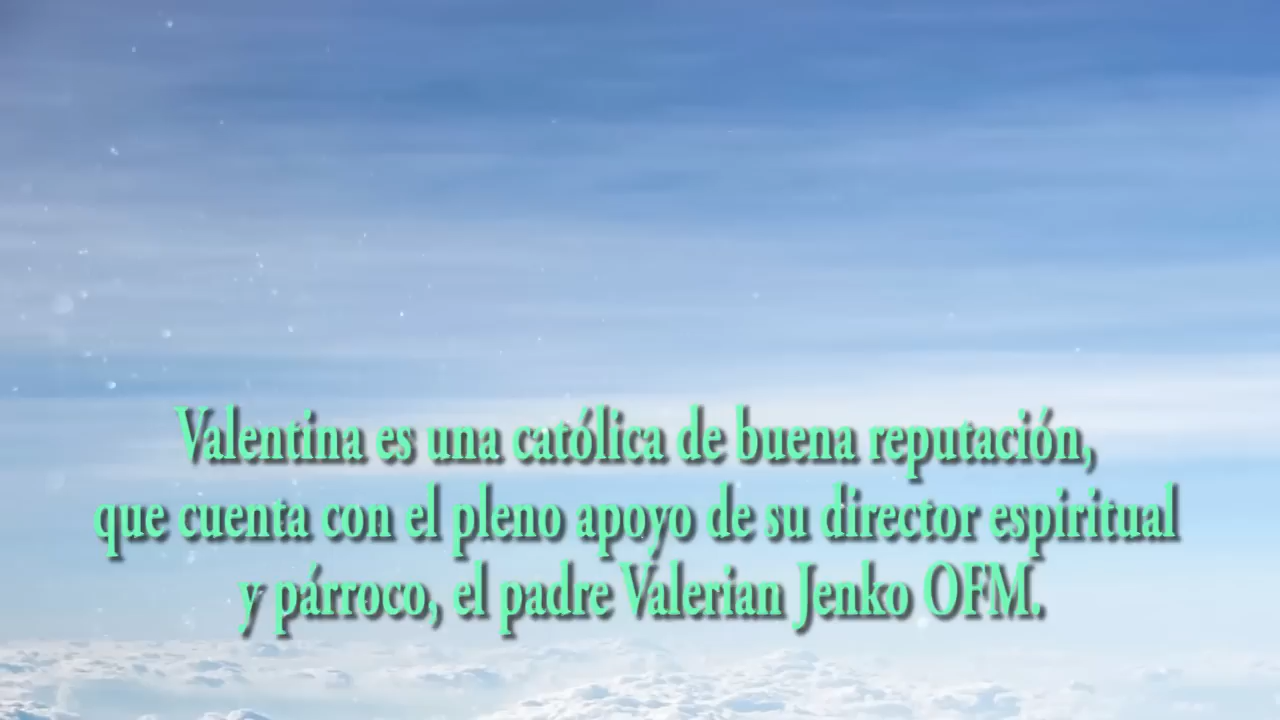 Valentina es una católica de buena reputación,
que cuenta con el pleno apoyo de su director espiritual
y párroco, el padre Valerian Jenko OFM.